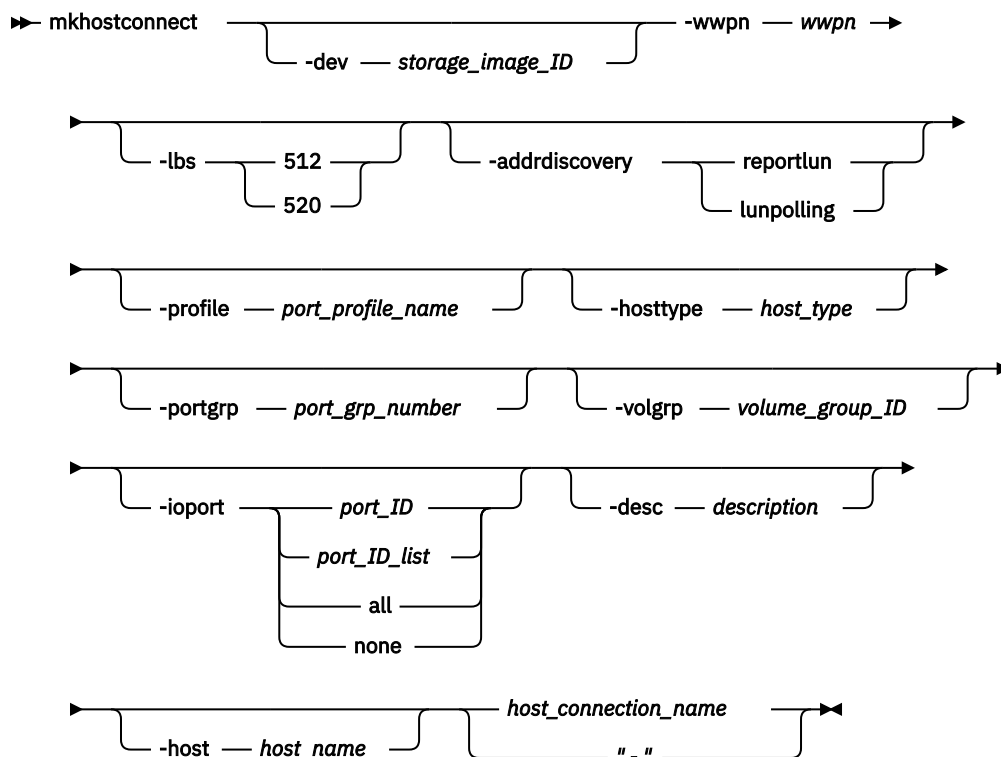 mkhostconnect -wwpn wwpn
-dev storage_image_ID
-lbs 512 -addrdiscovery reportlun
520 lunpolling
-profile port_profile_name -hosttype host_type
-portgrp port_grp_number -volgrp volume_group_ID
-ioport port_ID -desc description
port_ID_list
all
none
host_connection_name
-host host_name " - "